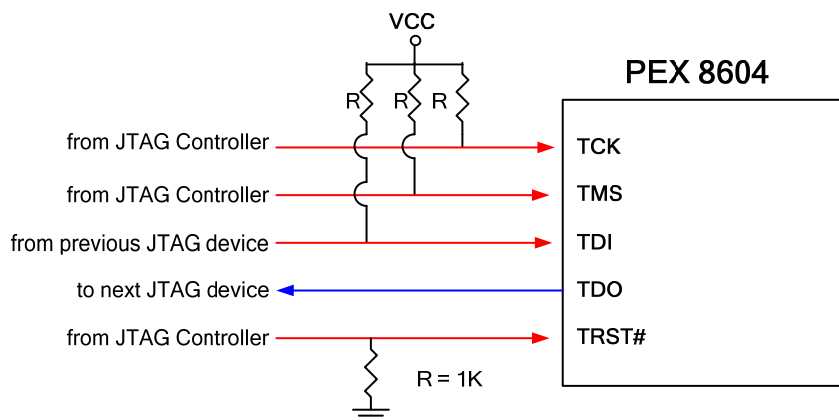 VCC
PEX 8604
R
R
R
from JTAG Controller
TCK
from JTAG Controller
TMS
from previous JTAG device
TDI
to next JTAG device
TDO
from JTAG Controller
TRST#
R = 1K